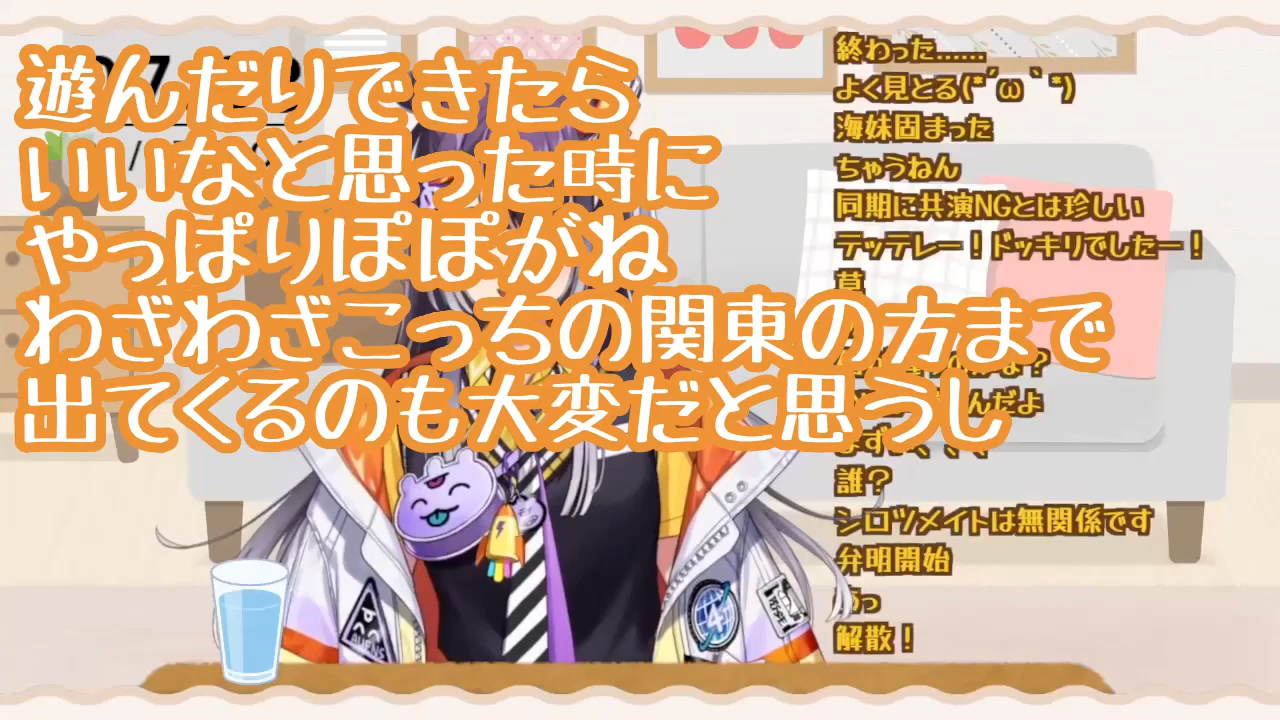 遊んだりできたら
いいなと思った時に
やっぱりぽぽがね
わざわざこっちの関東の方まで
出てくるのも大変だと思うし
終わった......
よく見とる(*´ω｀*)
海妹固まった
ちゃうねん
同期に共演NGとは珍しい
テッテレー！ドッキリでしたー！
草
誰？
シロツメイトは無関係です
弁明開始
解散！
ALIENS
4